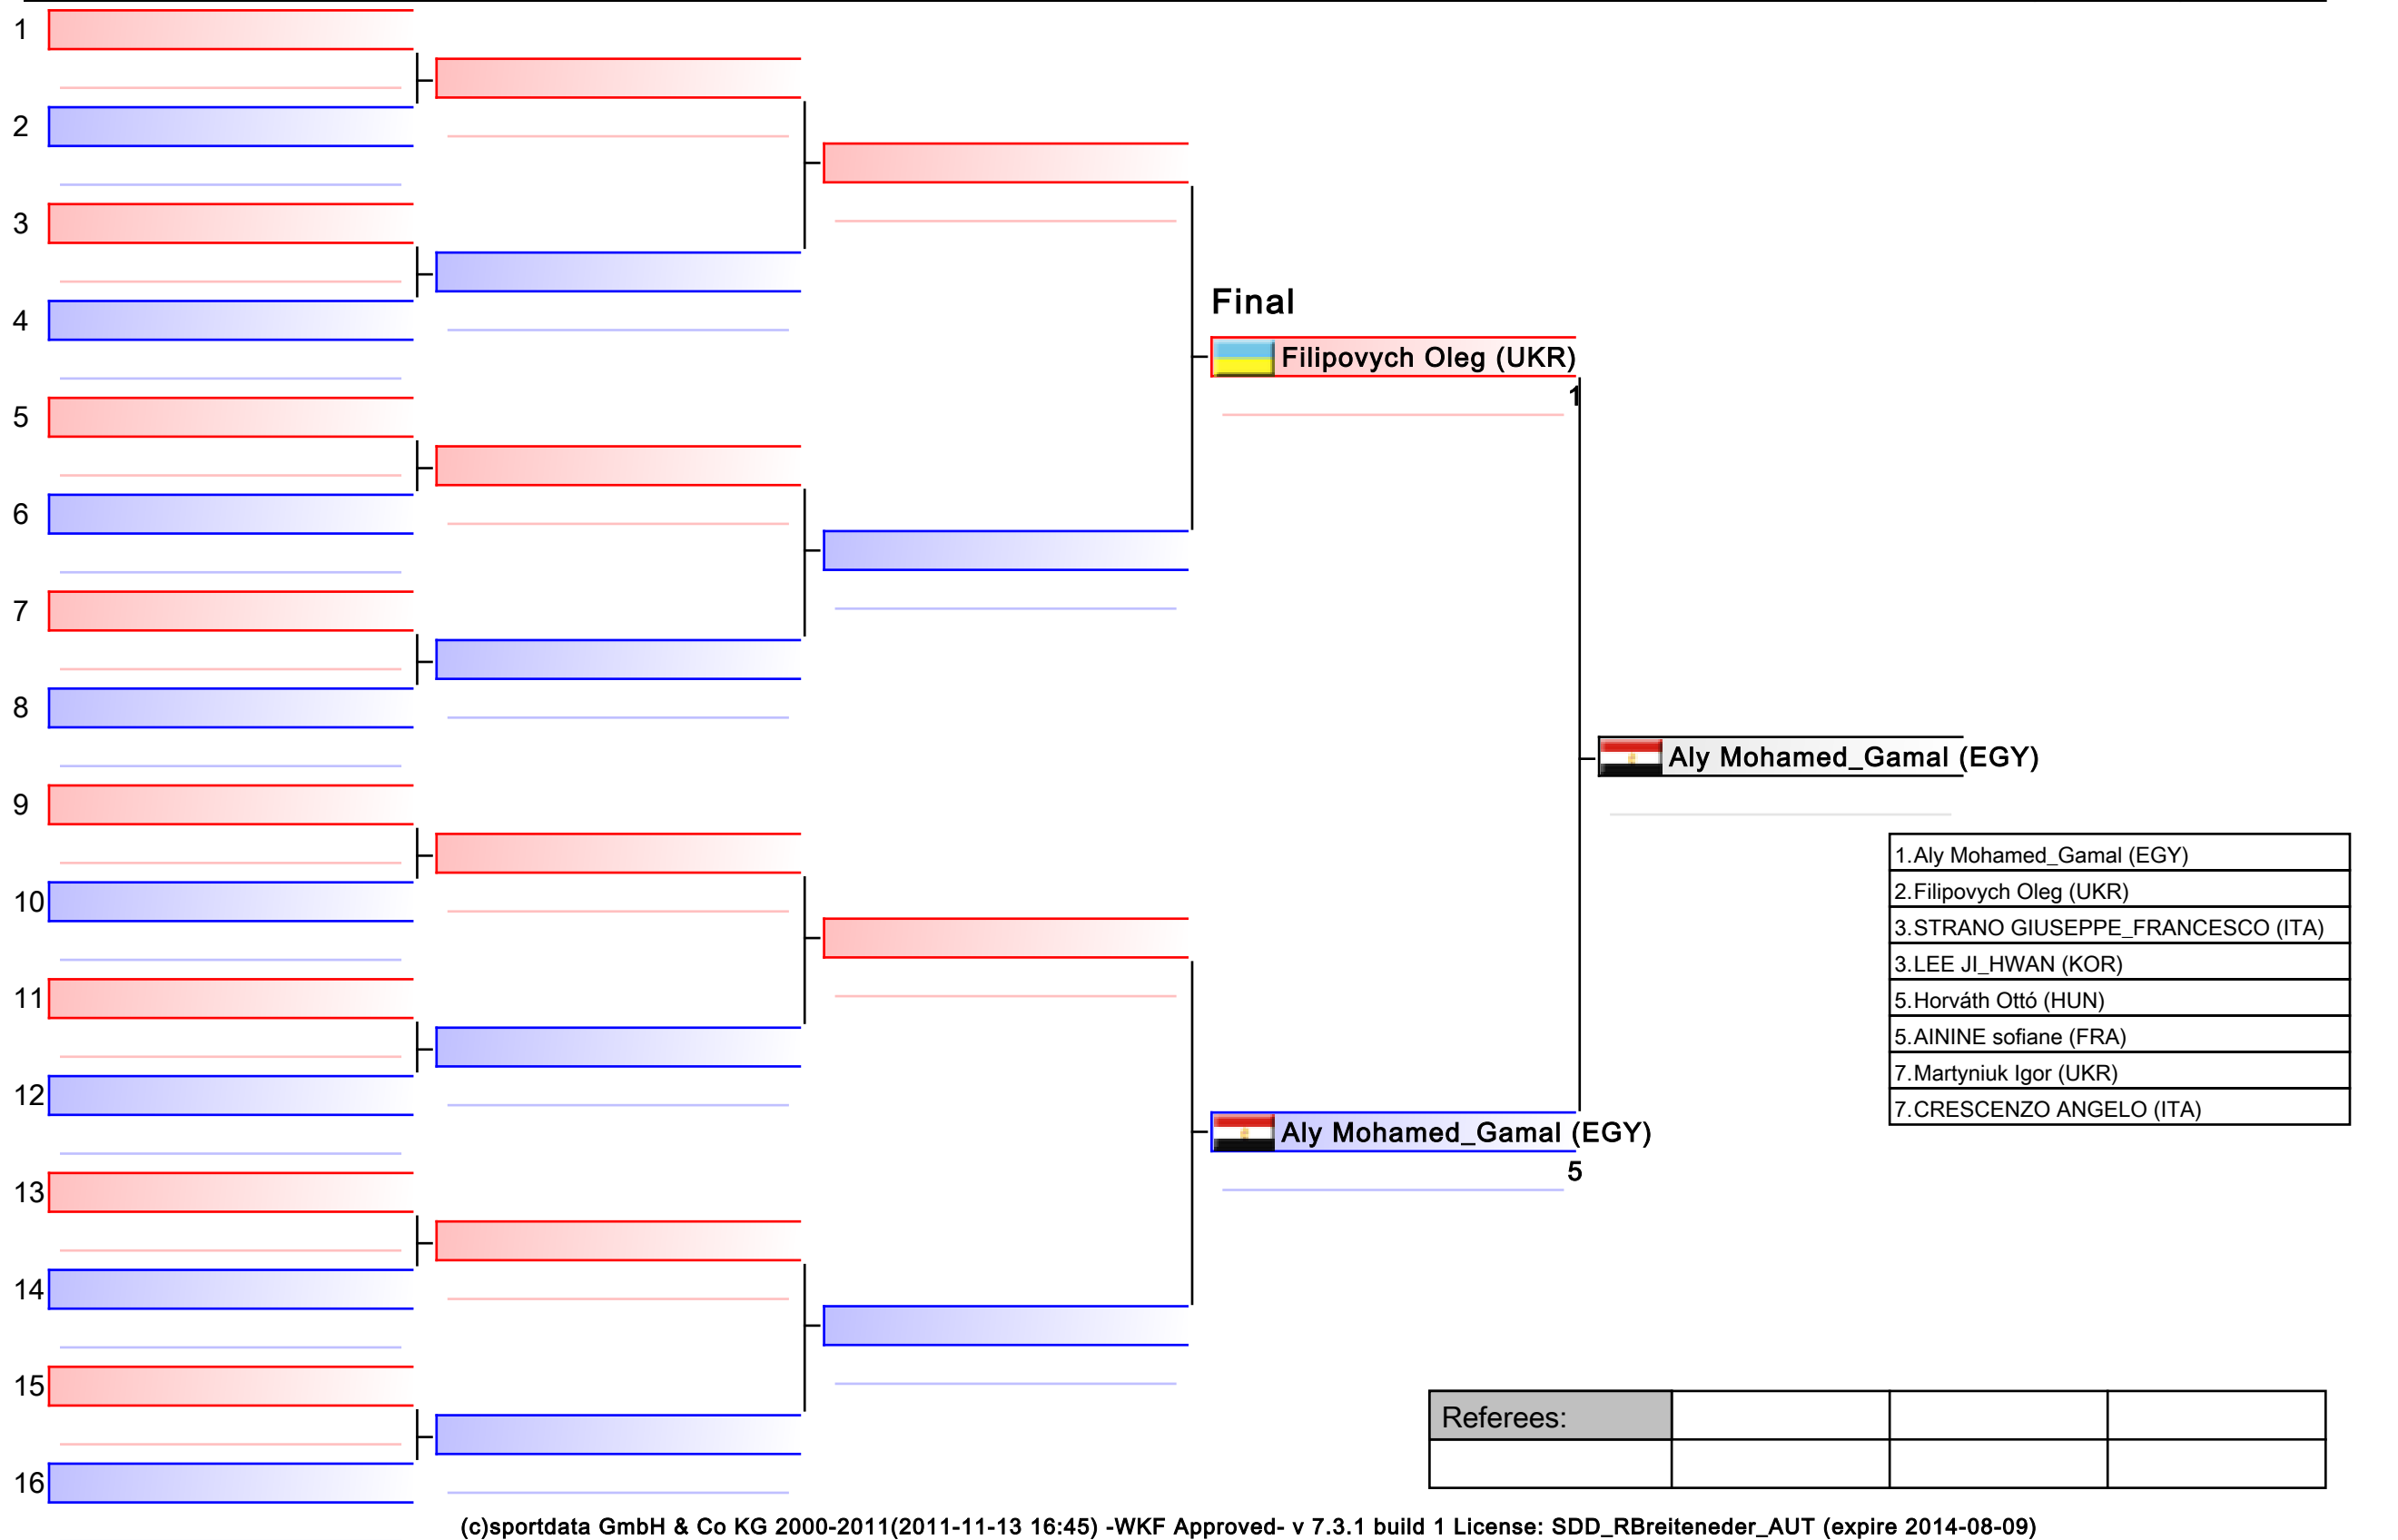 1
2
3
4
Final
Filipovych Oleg (UKR)
1
5
6
7
8
Aly Mohamed_Gamal (EGY)
9
1.Aly Mohamed_Gamal (EGY)
2.Filipovych Oleg (UKR)
10
3.STRANO GIUSEPPE_FRANCESCO (ITA)
3.LEE JI_HWAN (KOR)
11
5.Horváth Ottó (HUN)
5.AININE sofiane (FRA)
7.Martyniuk Igor (UKR)
12
7.CRESCENZO ANGELO (ITA)
Aly Mohamed_Gamal (EGY)
5
13
14
15
Referees:
16
(c)sportdata GmbH & Co KG 2000-2011(2011-11-13 16:45) -WKF Approved- v 7.3.1 build 1 License: SDD_RBreiteneder_AUT (expire 2014-08-09)